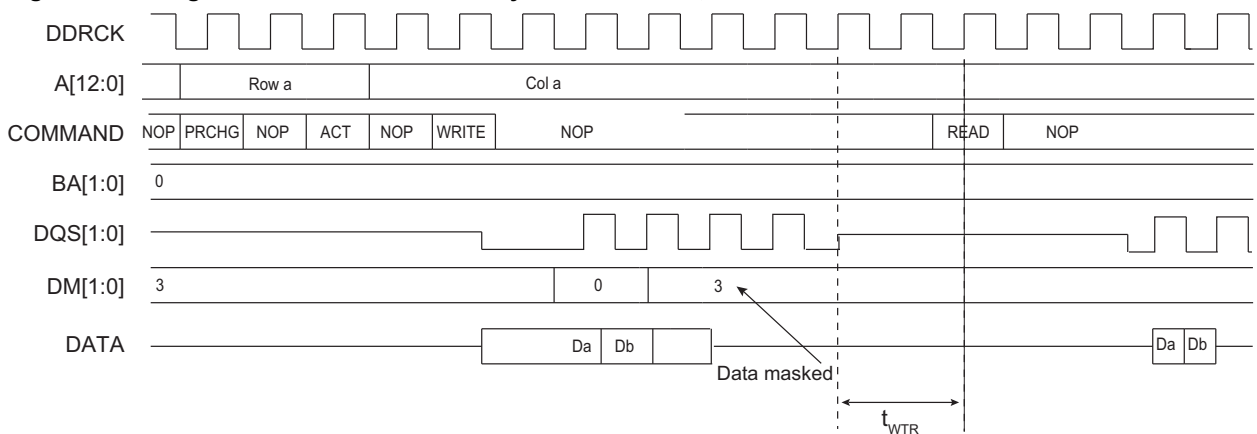 DDRCK
A[12:0] Row a Col a
COMMAND NOP PRCHG NOP ACT NOP WRITE NOP READ NOP
BA[1:0] 0
DQS[1:0]
DM[1:0] 3 0 3
DATA Da Db Da Db
Data masked
tWTR